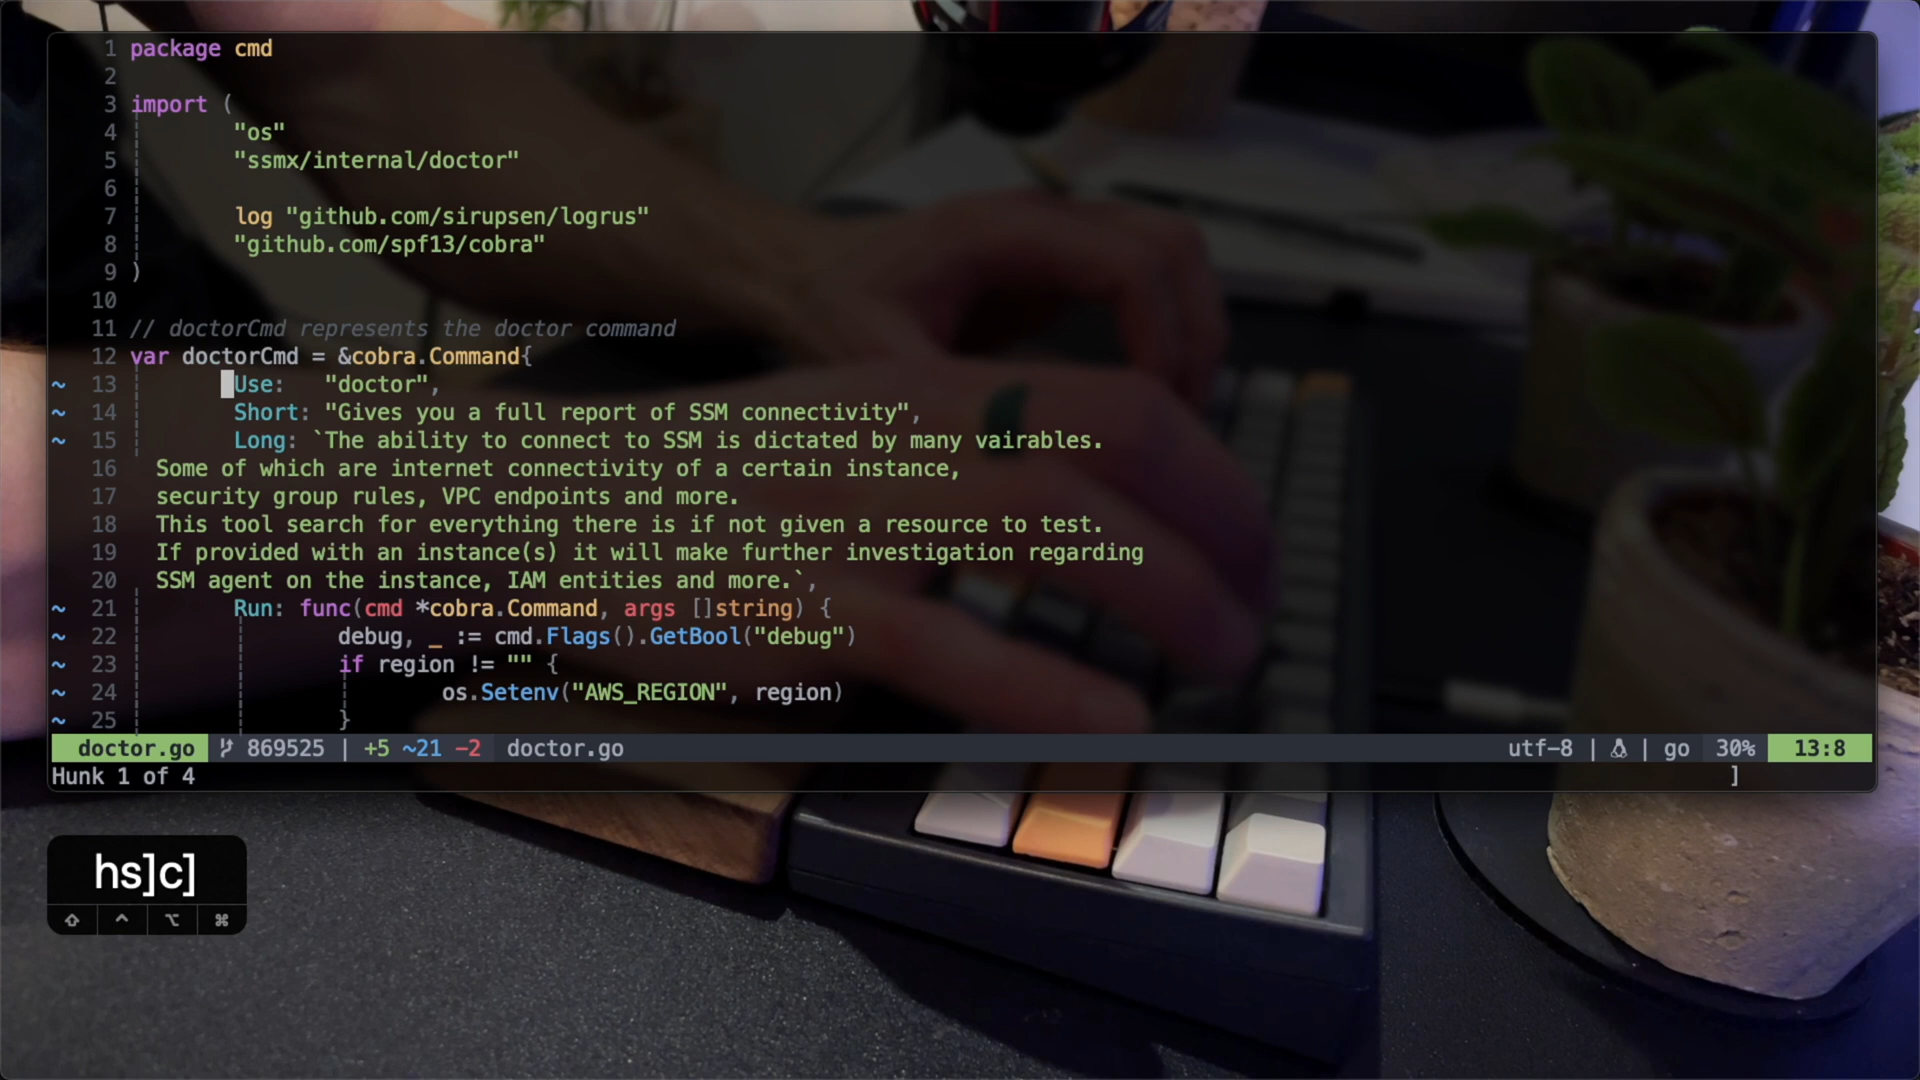 1 package cmd
2
3 import (
4 "os"
5 "ssmx/internal/doctor"
6
7 log "github.com/sirupsen/logrus"
8 "github.com/spf13/cobra"
9 )
10
11 // doctorCmd represents the doctor command
12 var doctorCmd = &cobra.Command{
~ 13 Use: "doctor",
~ 14 Short: "Gives you a full report of SSM connectivity",
~ 15 Long: `The ability to connect to SSM is dictated by many vairables.
16 Some of which are internet connectivity of a certain instance,
17 security group rules, VPC endpoints and more.
18 This tool search for everything there is if not given a resource to test.
19 If provided with an instance(s) it will make further investigation regarding
20 SSM agent on the instance, IAM entities and more.`,
~ 21 Run: func(cmd *cobra.Command, args []string) {
~ 22 debug, _ := cmd.Flags().GetBool("debug")
~ 23 if region != "" {
~ 24 os.Setenv("AWS_REGION", region)
~ 25 }
doctor.go 869525 | +5 ~21 -2 doctor.go utf-8 | | go 30% 13:8
Hunk 1 of 4 ]
hs]c]
⇧ ^ ⌥ ⌘